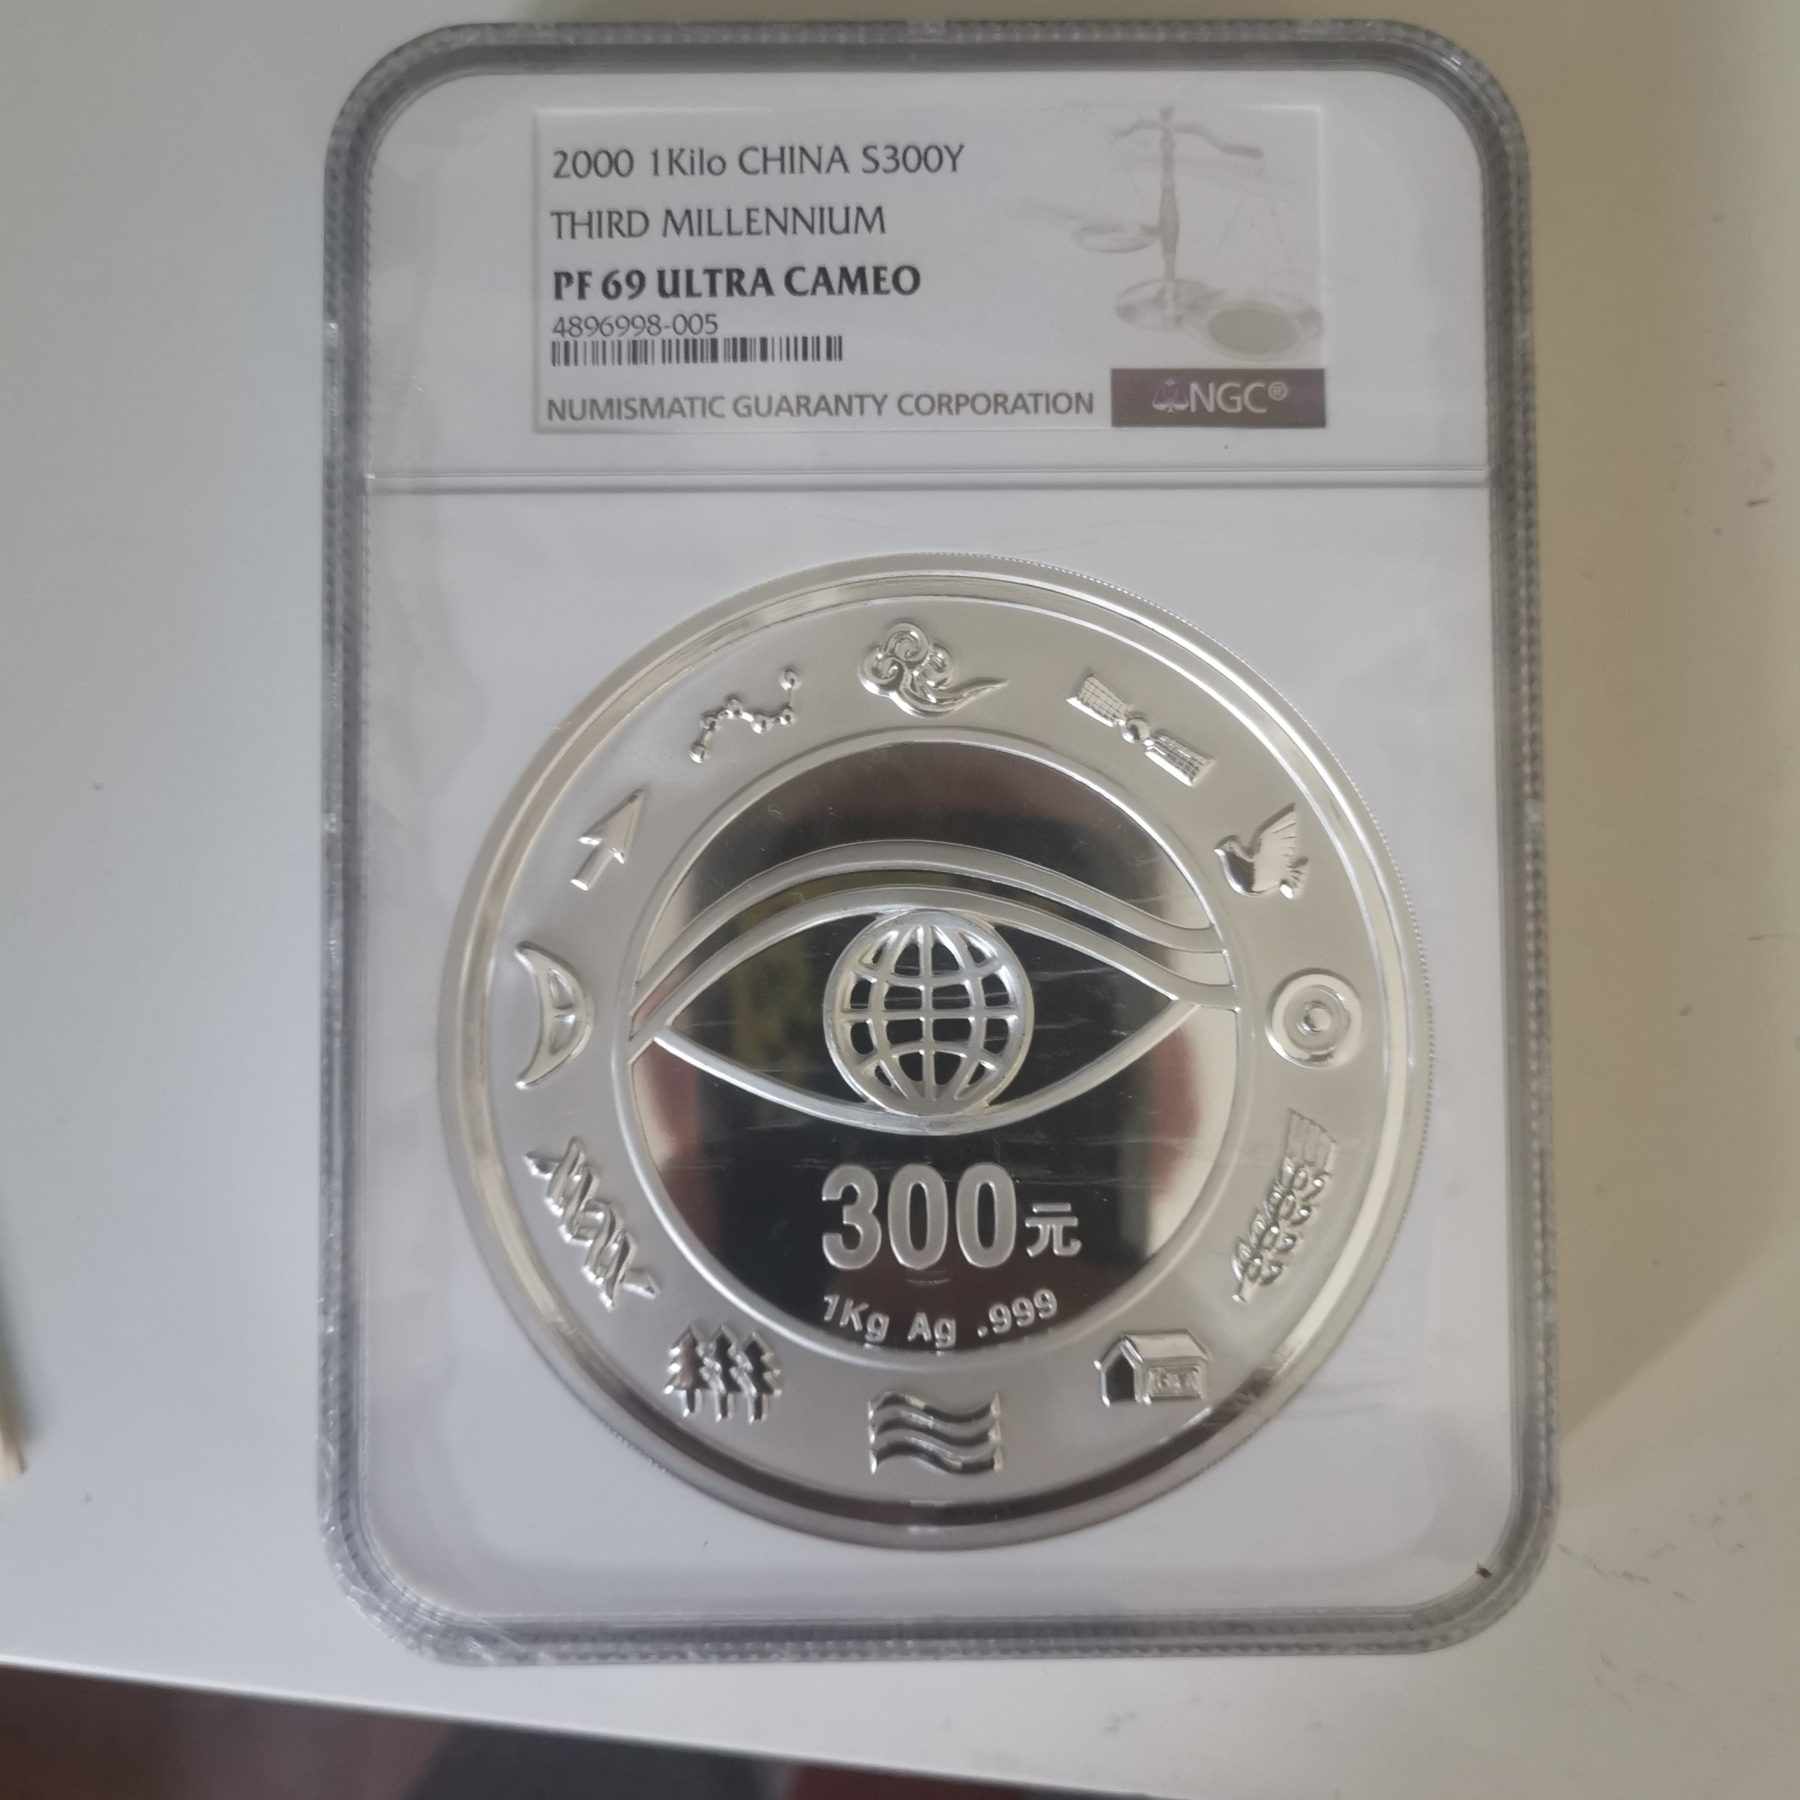 2000 1Kilo CHINA S300Y
THIRD MILLENNIUM
PF 69 ULTRA CAMEO
4896998-005
NUMISMATIC GUARANTY CORPORATION
NGC®
300元
1Kg Ag .999